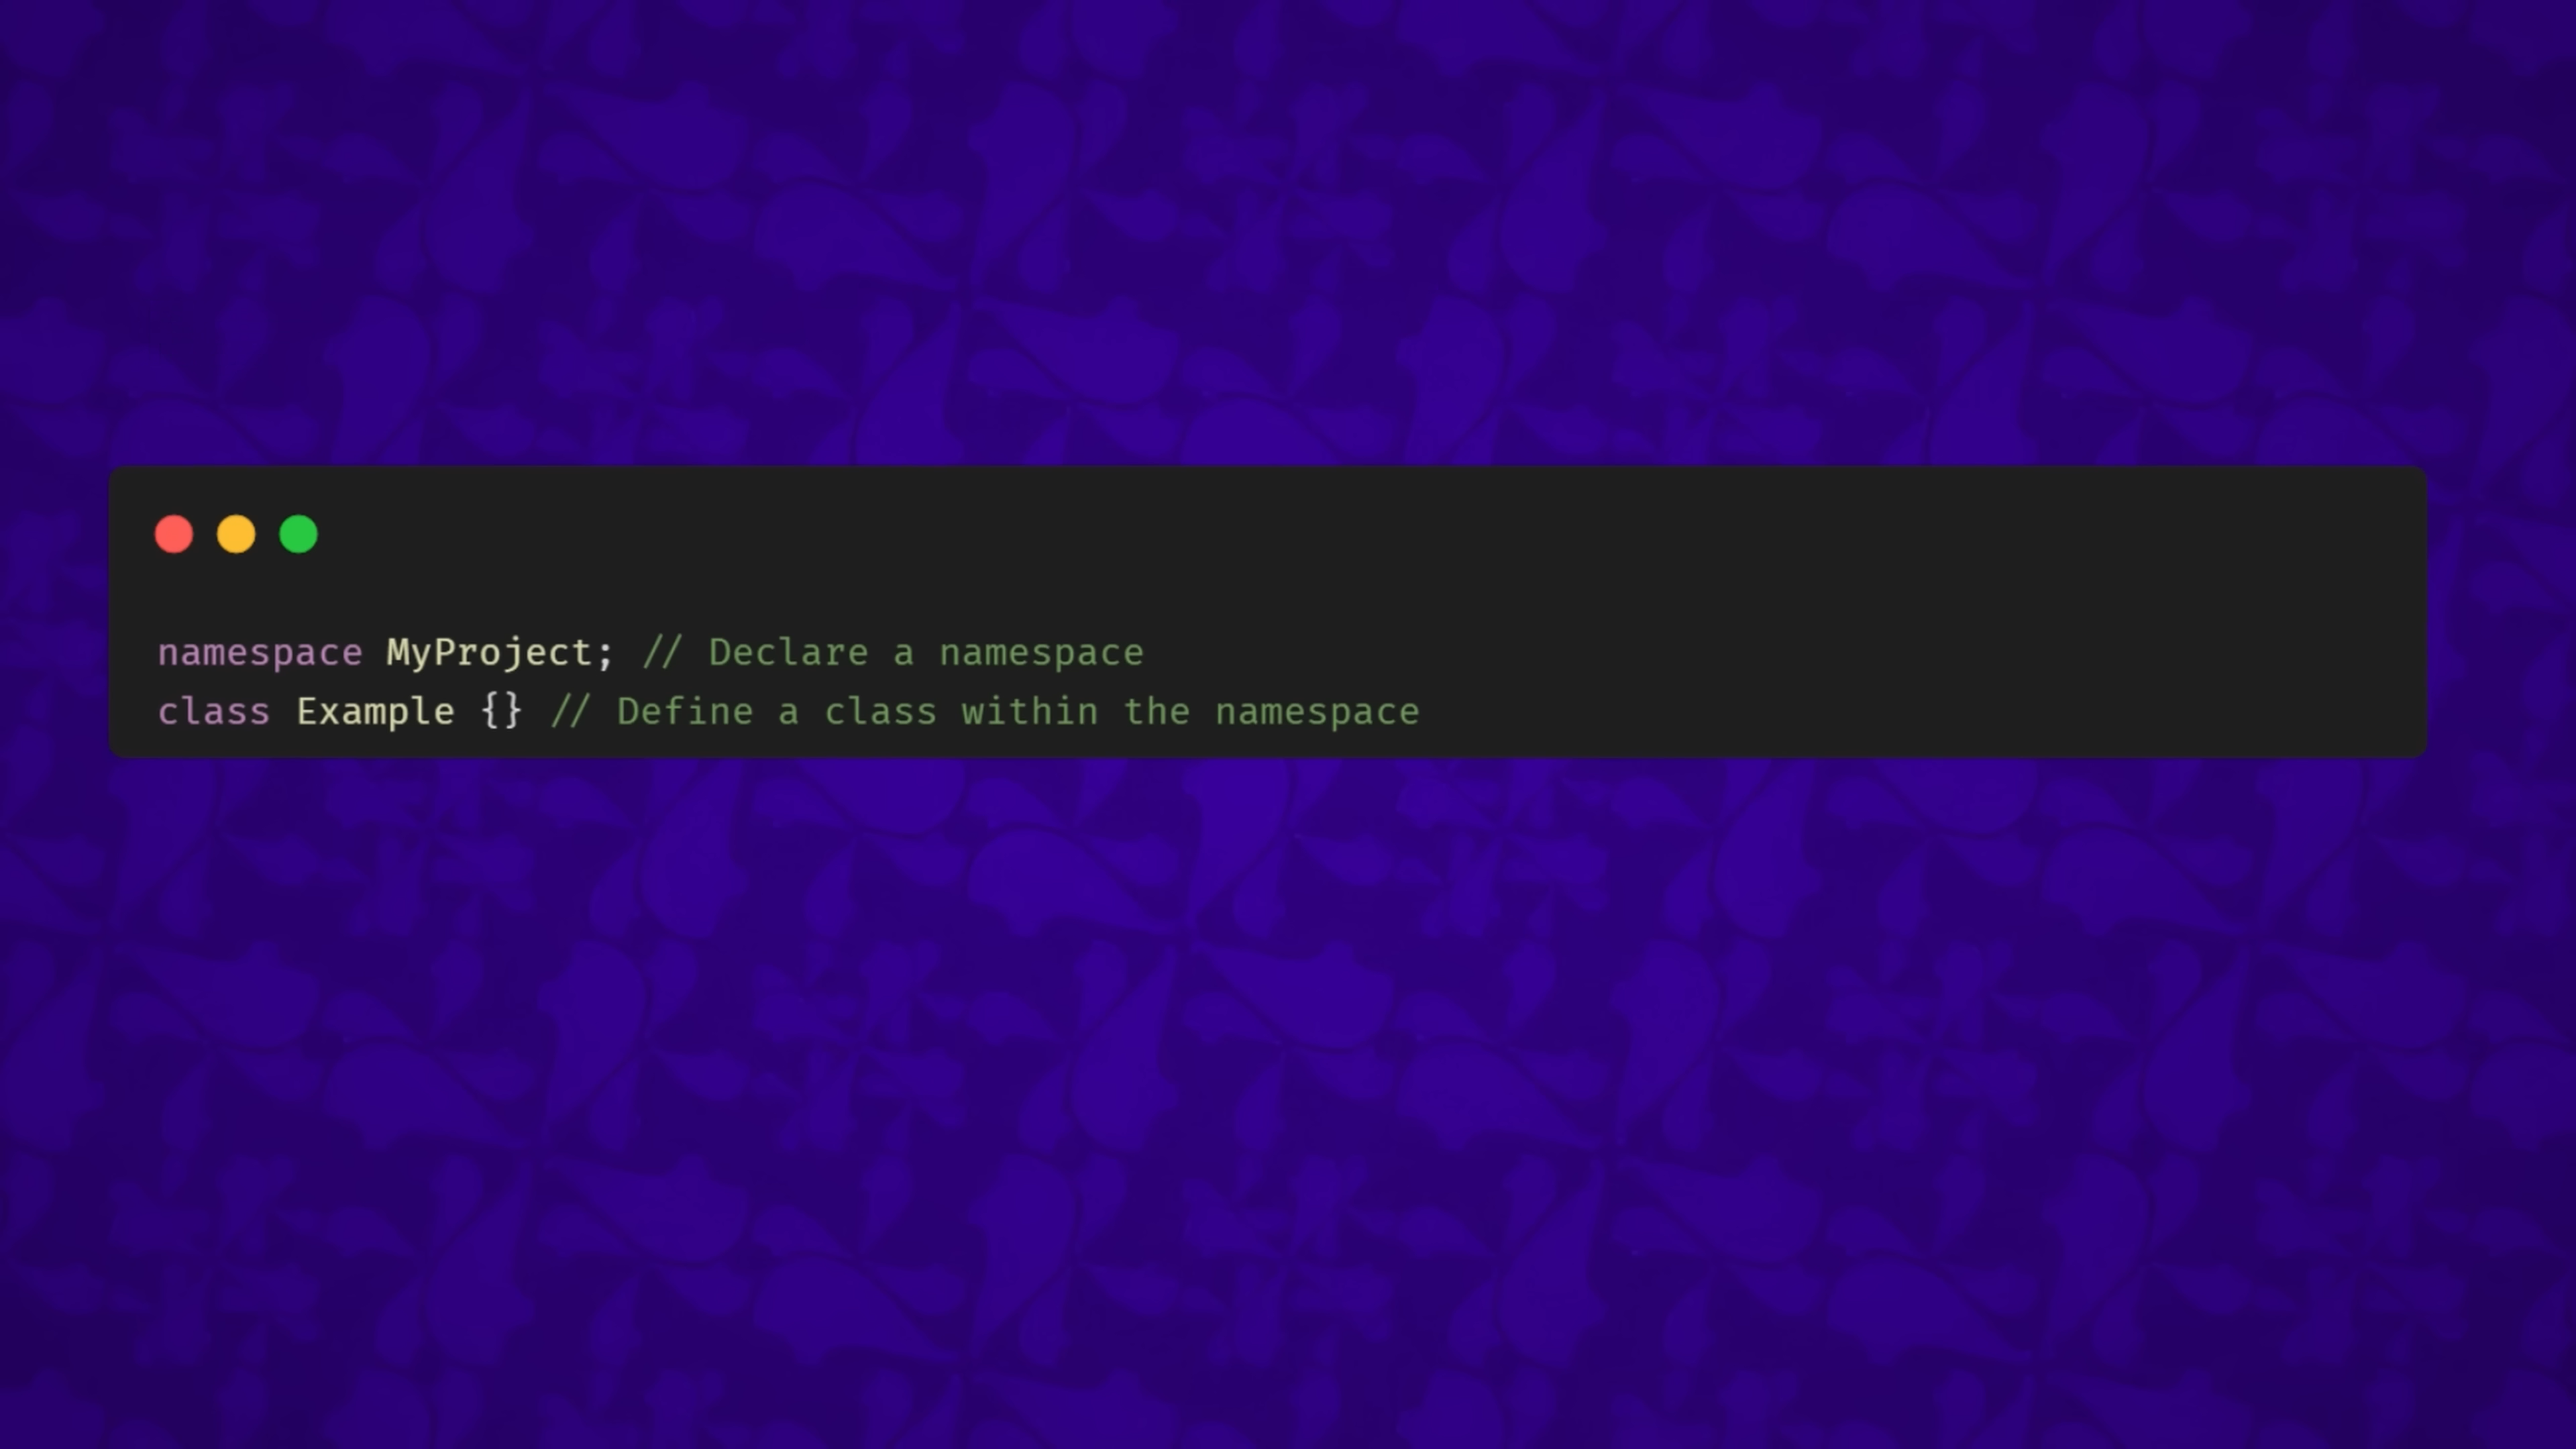 namespace MyProject; // Declare a namespace
class Example {} // Define a class within the namespace